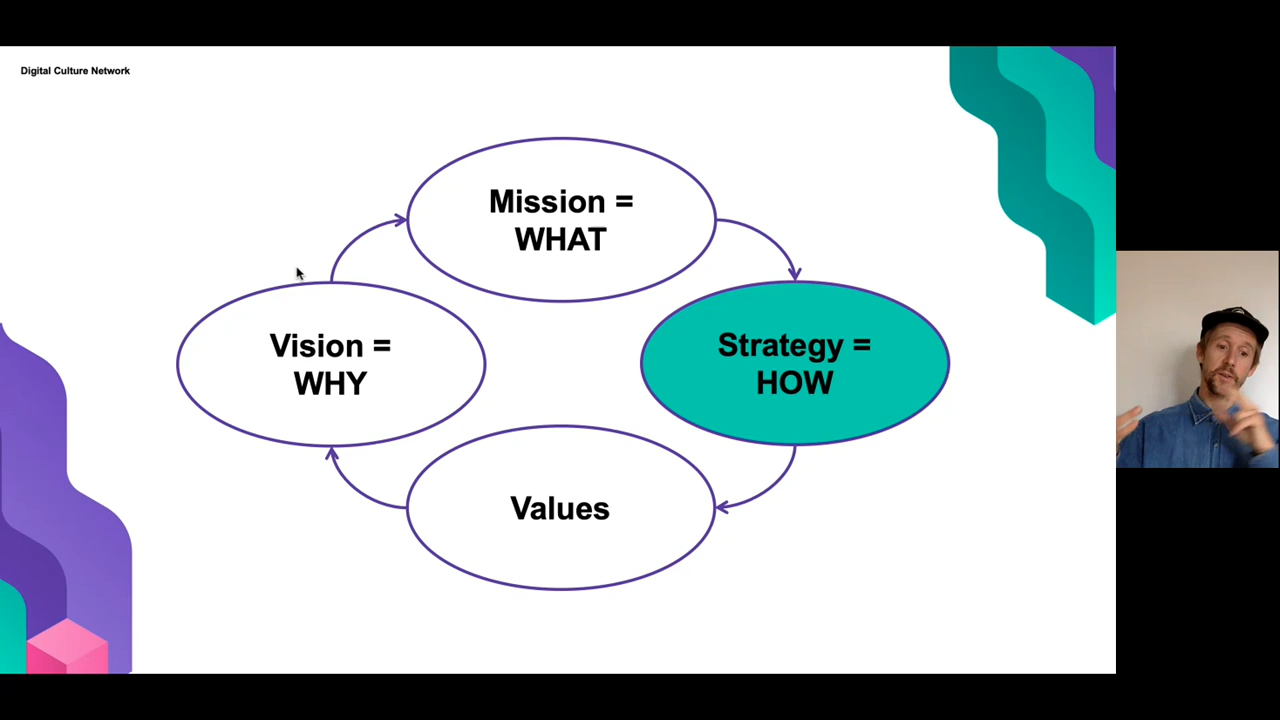 Digital Culture Network
Mission =
WHAT
Vision =
WHY
Strategy =
HOW
Values